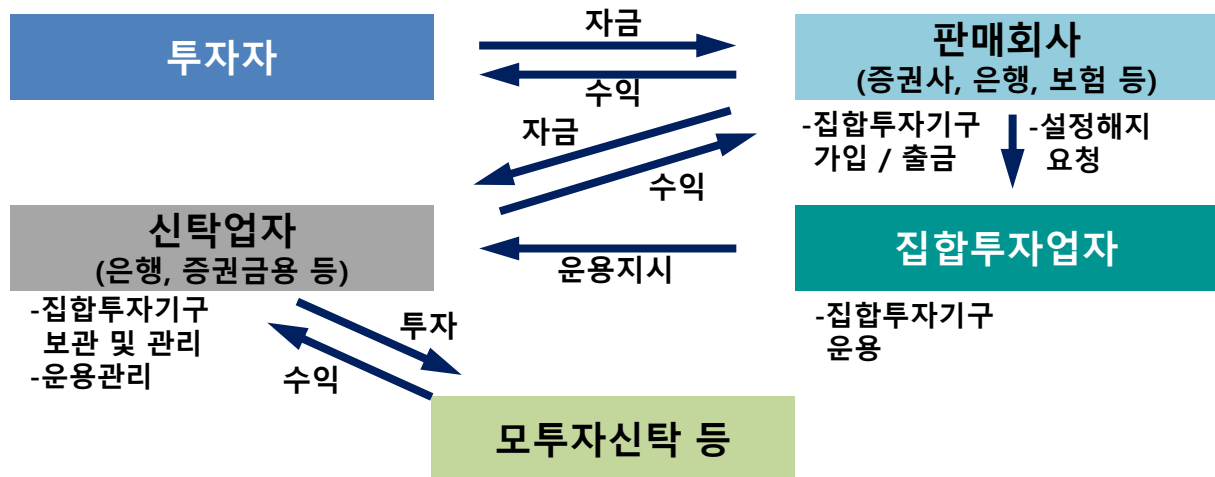 투자자
자금
수익
판매회사
(증권사, 은행, 보험 등)
-집합투자기구
가입 / 출금
-설정해지
요청
자금
수익
신탁업자
(은행, 증권금용 등)
운용지시
집합투자업자
-집합투자기구
보관 및 관리
-운용관리
투자
수익
-집합투자기구
운용
모투자신탁 등